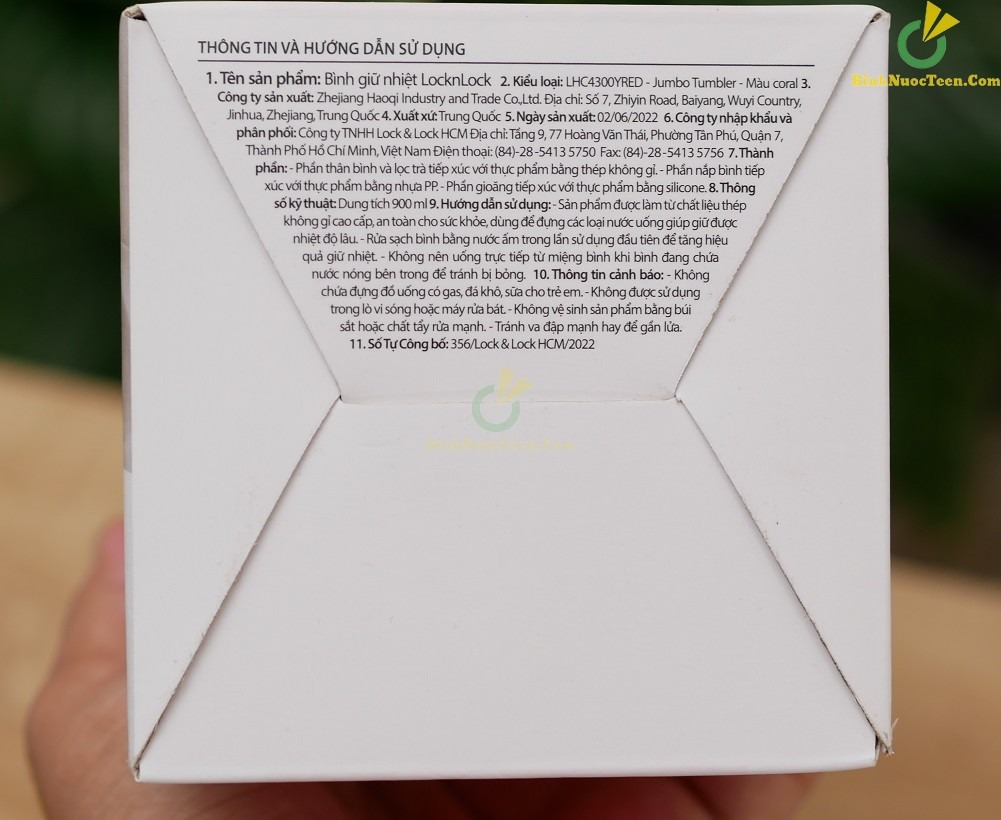 THÔNG TIN VÀ HƯỚNG DẪN SỬ DỤNG
1. Tên sản phẩm: Bình giữ nhiệt LocknLock 2. Kiểu loại: LHC4300YRED - Jumbo Tumbler - Màu coral 3.
Công ty sản xuất: Zhejiang Haoqi Industry and Trade Co.,Ltd. Địa chỉ: Số 7, Zhiyin Road, Baiyang, Wuyi Country,
Jinhua, Zhejiang, Trung Quốc 4. Xuất xứ: Trung Quốc 5. Ngày sản xuất: 02/06/2022 6. Công ty nhập khẩu và
phân phối: Công ty TNHH Lock & Lock HCM Địa chỉ: Tầng 9, 77 Hoàng Văn Thái, Phường Tân Phú, Quận 7,
Thành Phố Hồ Chí Minh, Việt Nam Điện thoại: (84)-28-5413 5750 Fax: (84)-28-5413 5756 7. Thành
phần: - Phần thân bình và lọc trà tiếp xúc với thực phẩm bằng thép không gỉ. - Phần nắp bình tiếp
xúc với thực phẩm bằng nhựa PP. - Phần gioăng tiếp xúc với thực phẩm bằng silicone. 8. Thông
số kỹ thuật: Dung tích 900 ml 9. Hướng dẫn sử dụng: - Sản phẩm được làm từ chất liệu thép
không gỉ cao cấp, an toàn cho sức khỏe, dùng để đựng các loại nước uống giúp giữ được
nhiệt độ lâu. - Rửa sạch bình bằng nước ấm trong lần sử dụng đầu tiên để tăng hiệu
quả giữ nhiệt. - Không nên uống trực tiếp từ miệng bình khi bình đang chứa
nước nóng bên trong để tránh bị bỏng. 10. Thông tin cảnh báo: - Không
chứa đựng đồ uống có gas, đá khô, sữa cho trẻ em. - Không được sử dụng
trong lò vi sóng hoặc máy rửa bát. - Không vệ sinh sản phẩm bằng búi
sắt hoặc chất tẩy rửa mạnh. - Tránh va đập mạnh hay để gần lửa.
11. Số Tự Công bố: 356/Lock & Lock HCM/2022
BinhNuocTeen.Com
BinhNuocTeen.Com